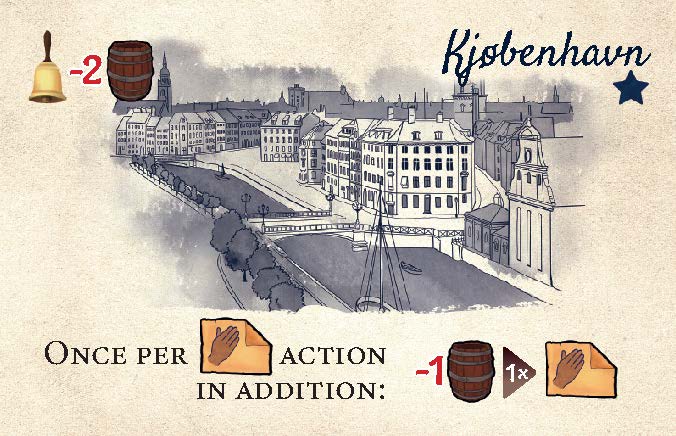 -2
Kjøbenhavn
ONCE PER ACTION
IN ADDITION:
-1 1x